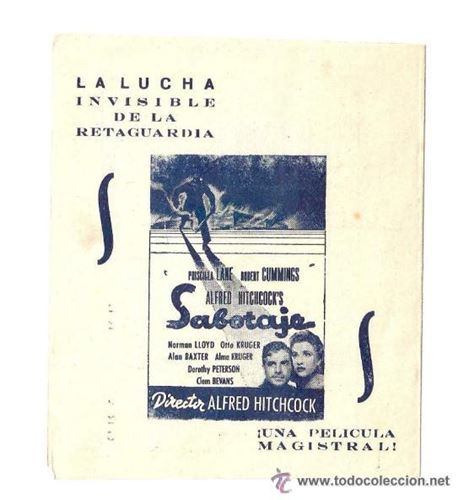 LA LUCHA
INVISIBLE
DE LA
RETAGUARDIA
PRISCILLA LANE ROBERT CUMMINGS
ALFRED HITCHCOCK'S
Sabotaje
Norman LLOYD Otto KRUGER
Alan BAXTER Alma KRUGER
Dorothy PETERSON
Clem BEVANS
Director ALFRED HITCHCOCK
¡UNA PELICULA
MAGISTRAL!
© www.todocoleccion.net